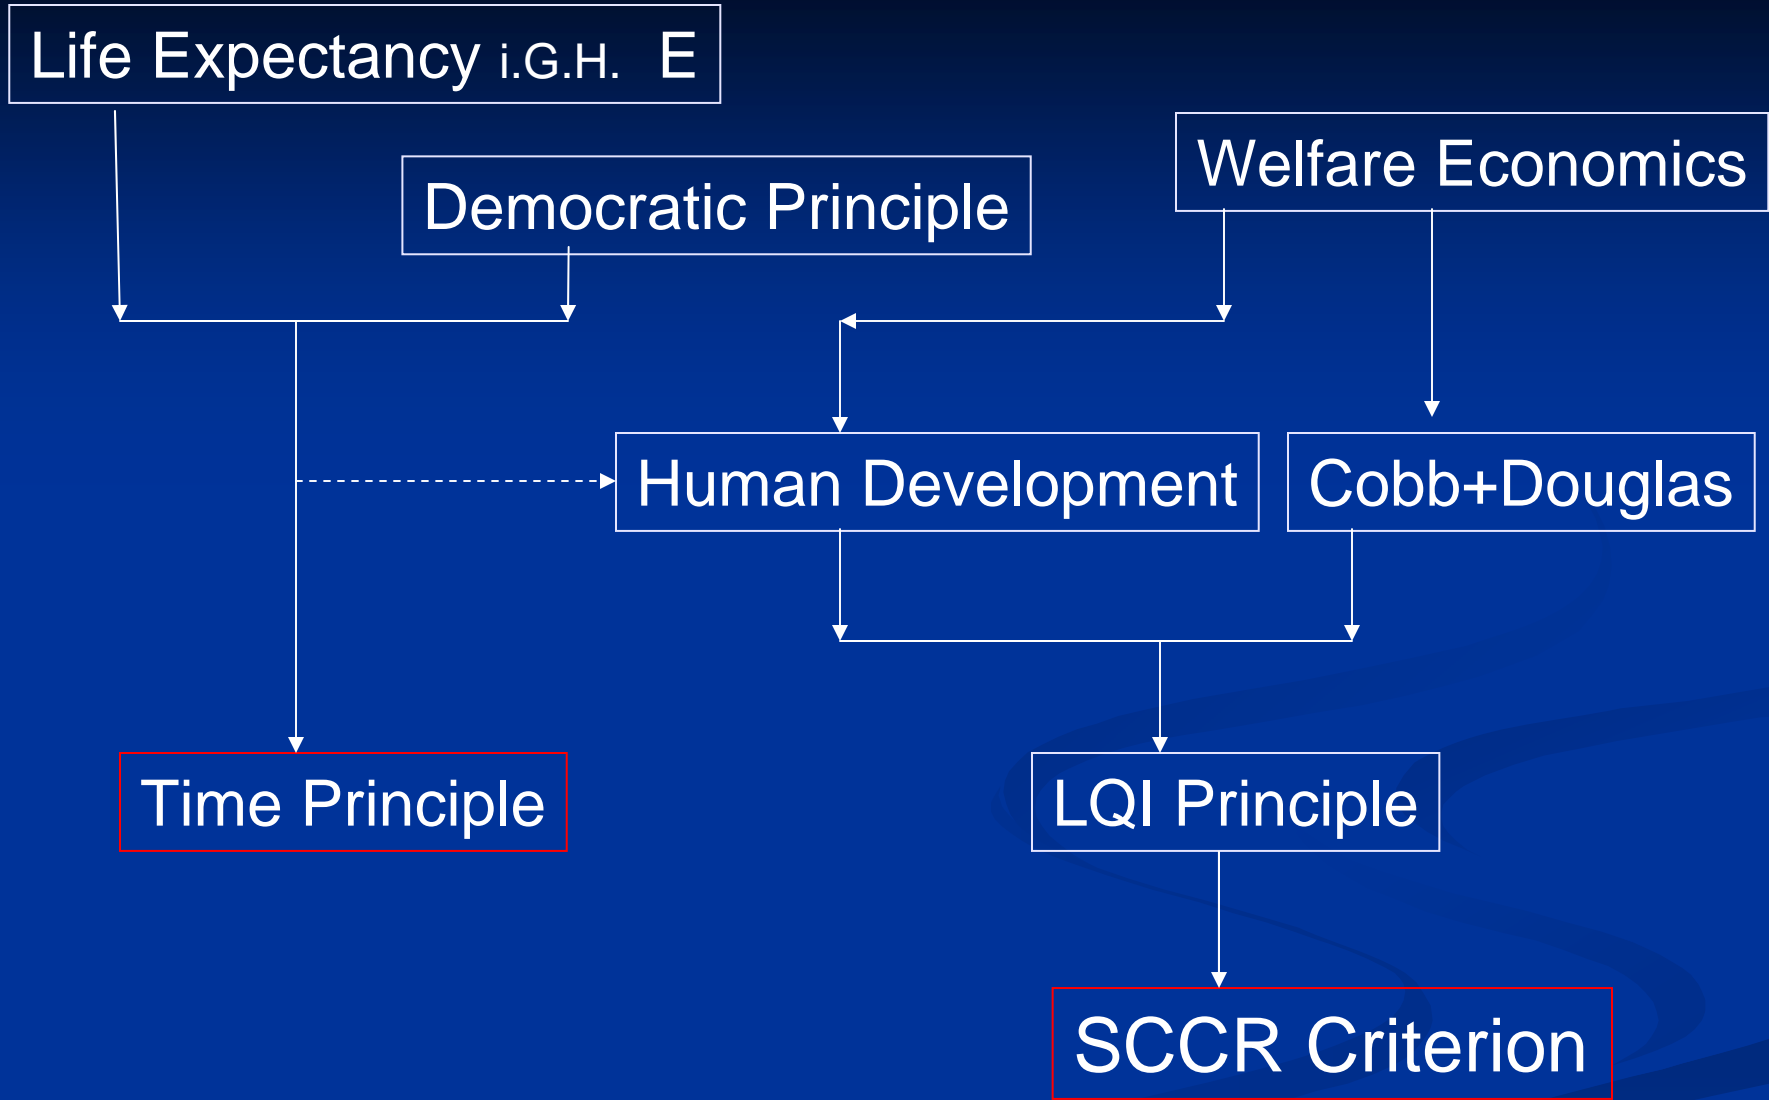 Life Expectancy i.G.H. E
Welfare Economics
Democratic Principle
Human Development
Cobb+Douglas
Time Principle
LQI Principle
SCCR Criterion